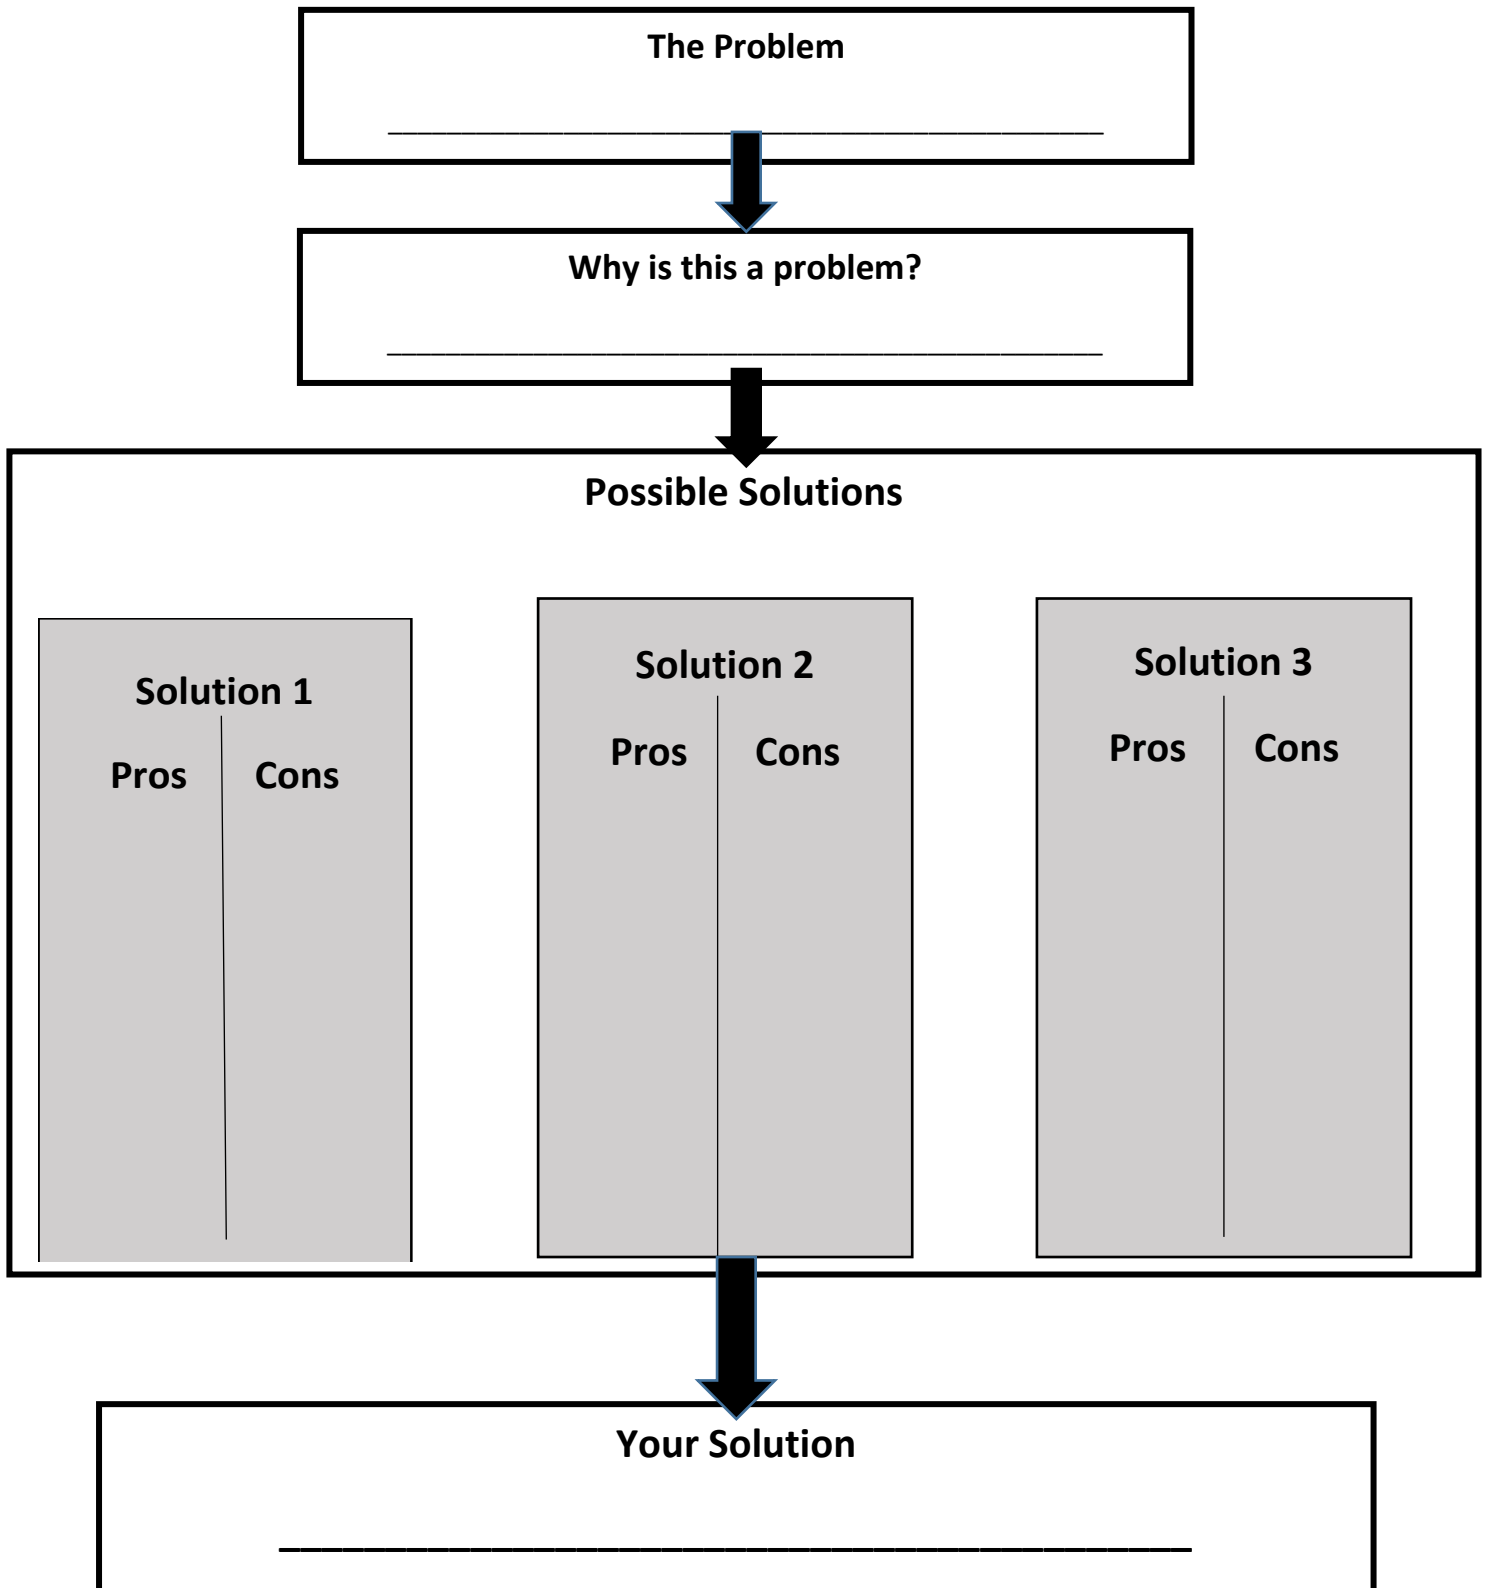 The Problem
Why is this a problem?
Possible Solutions
Solution 1
Pros Cons
Solution 2
Pros Cons
Solution 3
Pros Cons
Your Solution